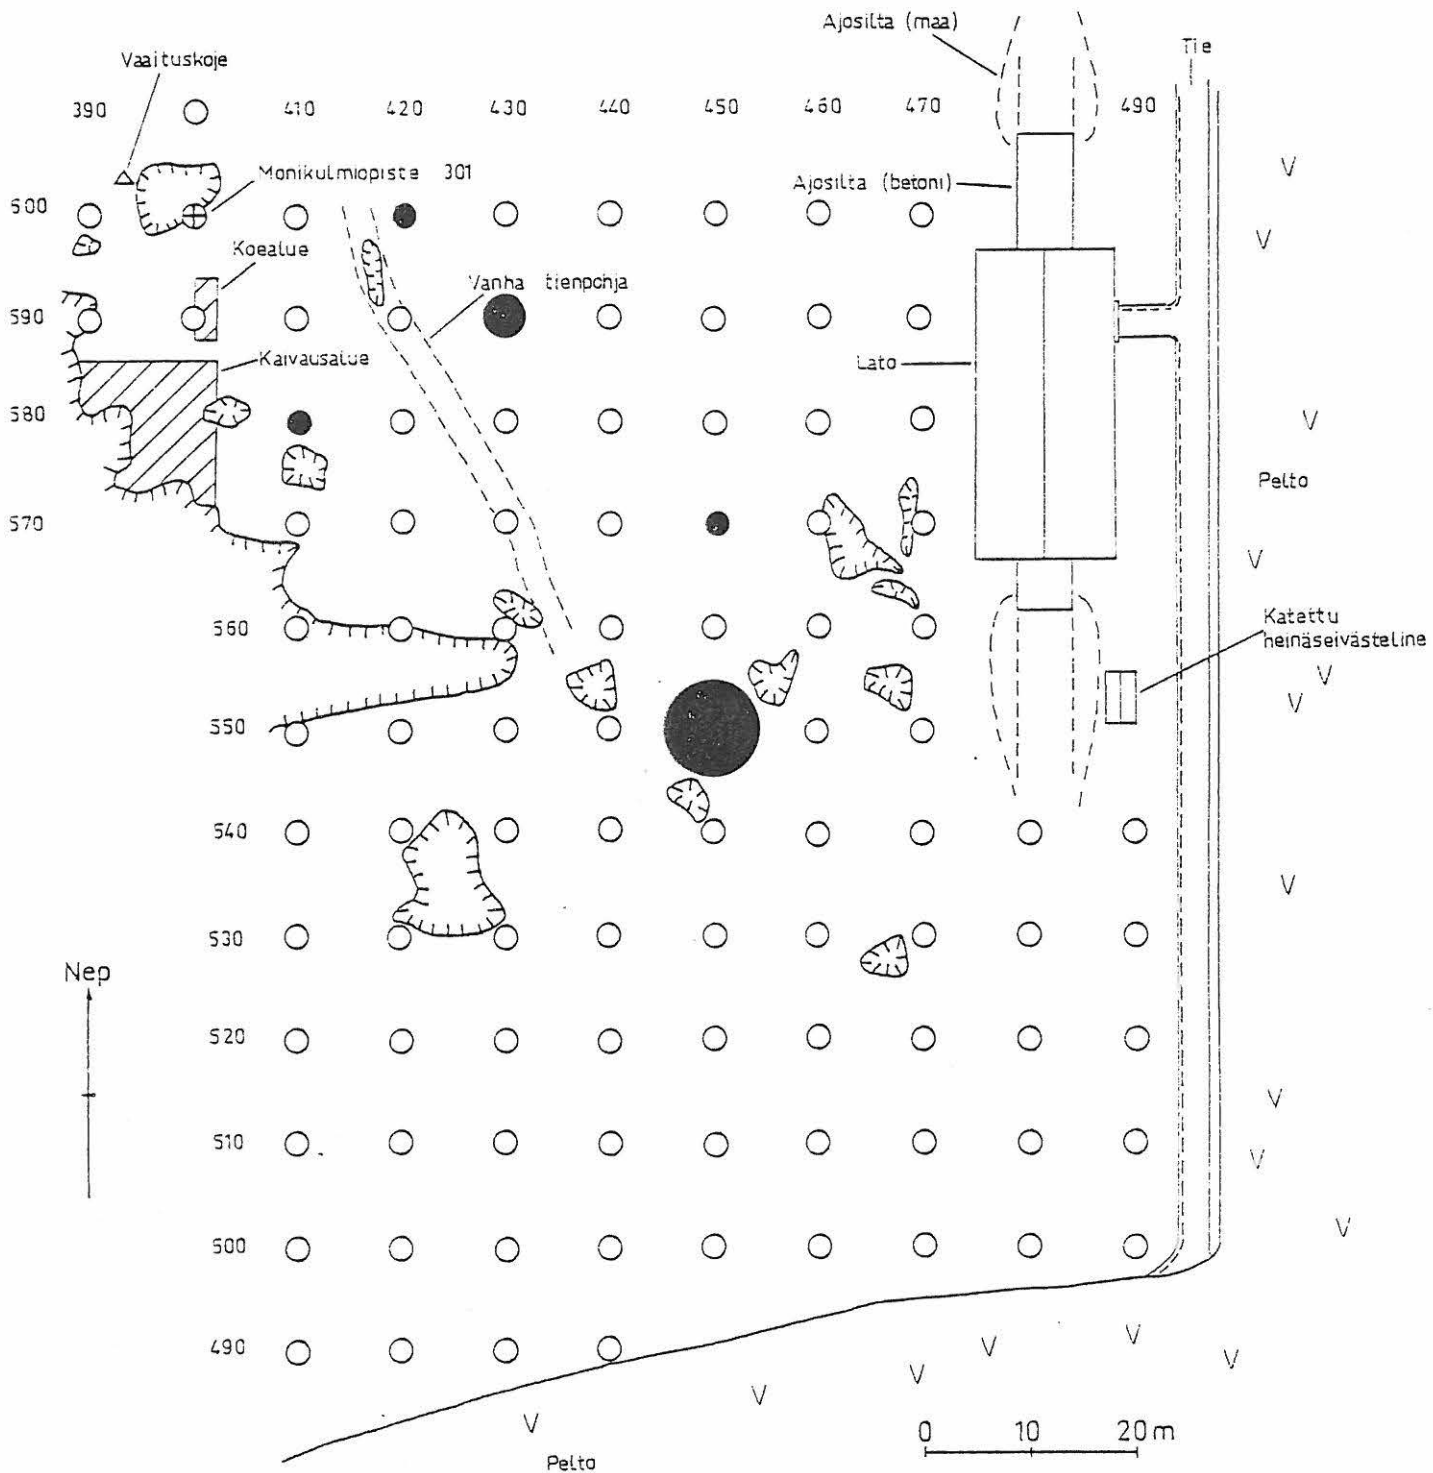 Ajosilta (maa)
Tie
Vaaituskoje
390 410 420 430 440 450 460 470 490
Monikulmiopiste 301
Ajosilta (betoni)
600
Koealue
Vanha tienpohja
590
Kaivausalue
Lato
580
Pelto
570
560
Katettu
heinäseivästeline
550
540
530
Nep
520
510
500
490
0 10 20 m
Pelto